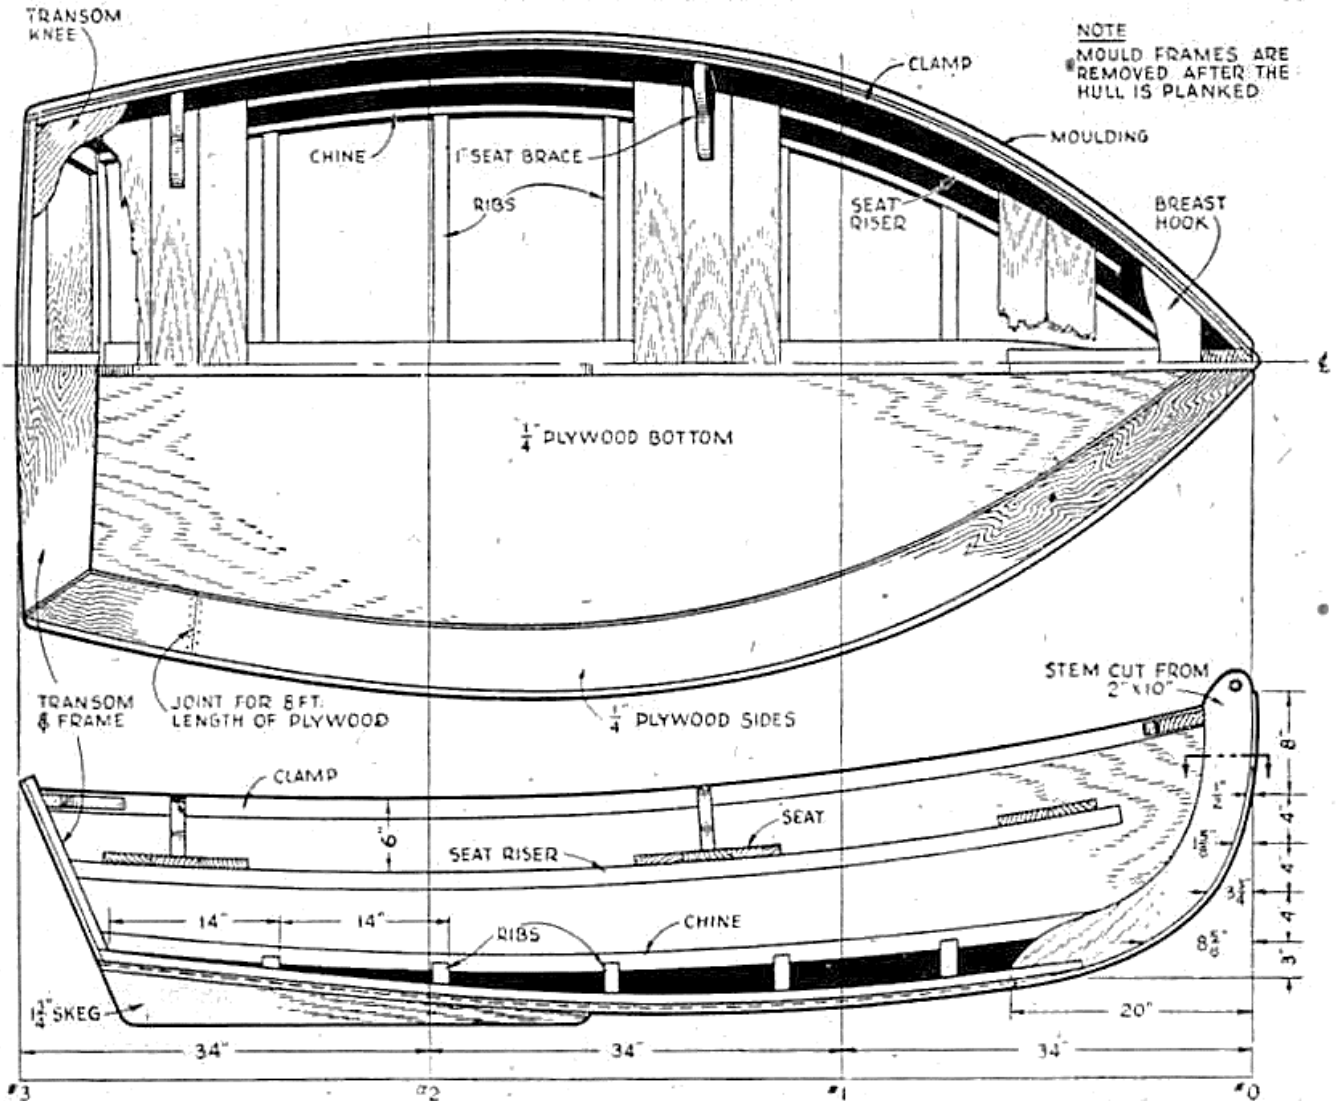 TRANSOM
KNEE
NOTE
MOULD FRAMES ARE
REMOVED AFTER THE
HULL IS PLANKED
CLAMP
MOULDING
CHINE
1" SEAT BRACE
RIBS
SEAT
RISER
BREAST
HOOK
¼" PLYWOOD BOTTOM
TRANSOM
& FRAME
JOINT FOR 8 FT.
LENGTH OF PLYWOOD
¼" PLYWOOD SIDES
STEM CUT FROM
2" X 10"
CLAMP
6"
SEAT
SEAT RISER
8"
4"
4"
4"
3"
14"
14"
RIBS
CHINE
8⅝"
1¾" SKEG
20"
34"
34"
34"
#3
#2
#1
#0